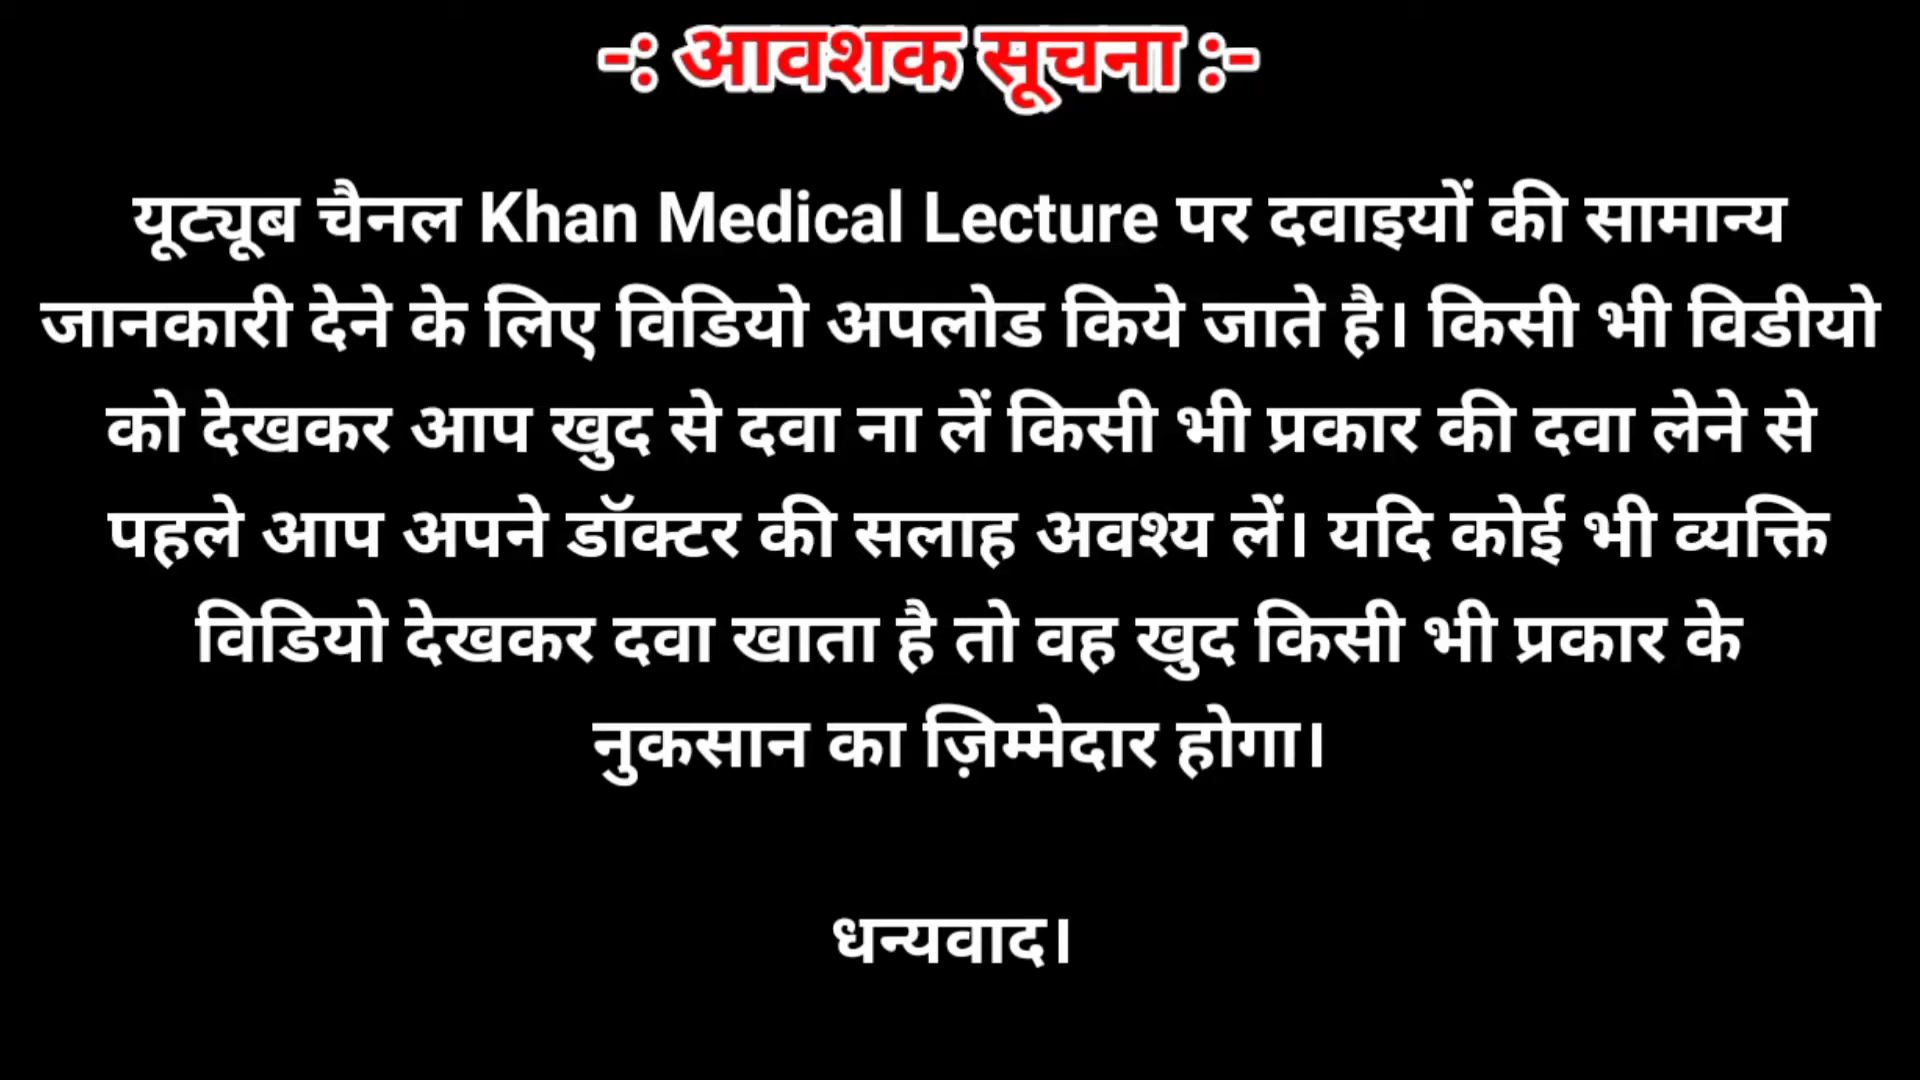 -: आवशक सूचना :-
यूट्यूब चैनल Khan Medical Lecture पर दवाइयों की सामान्य
जानकारी देने के लिए विडियो अपलोड किये जाते है। किसी भी विडीयो
को देखकर आप खुद से दवा ना लें किसी भी प्रकार की दवा लेने से
पहले आप अपने डॉक्टर की सलाह अवश्य लें। यदि कोई भी व्यक्ति
विडियो देखकर दवा खाता है तो वह खुद किसी भी प्रकार के
नुकसान का ज़िम्मेदार होगा।
धन्यवाद।